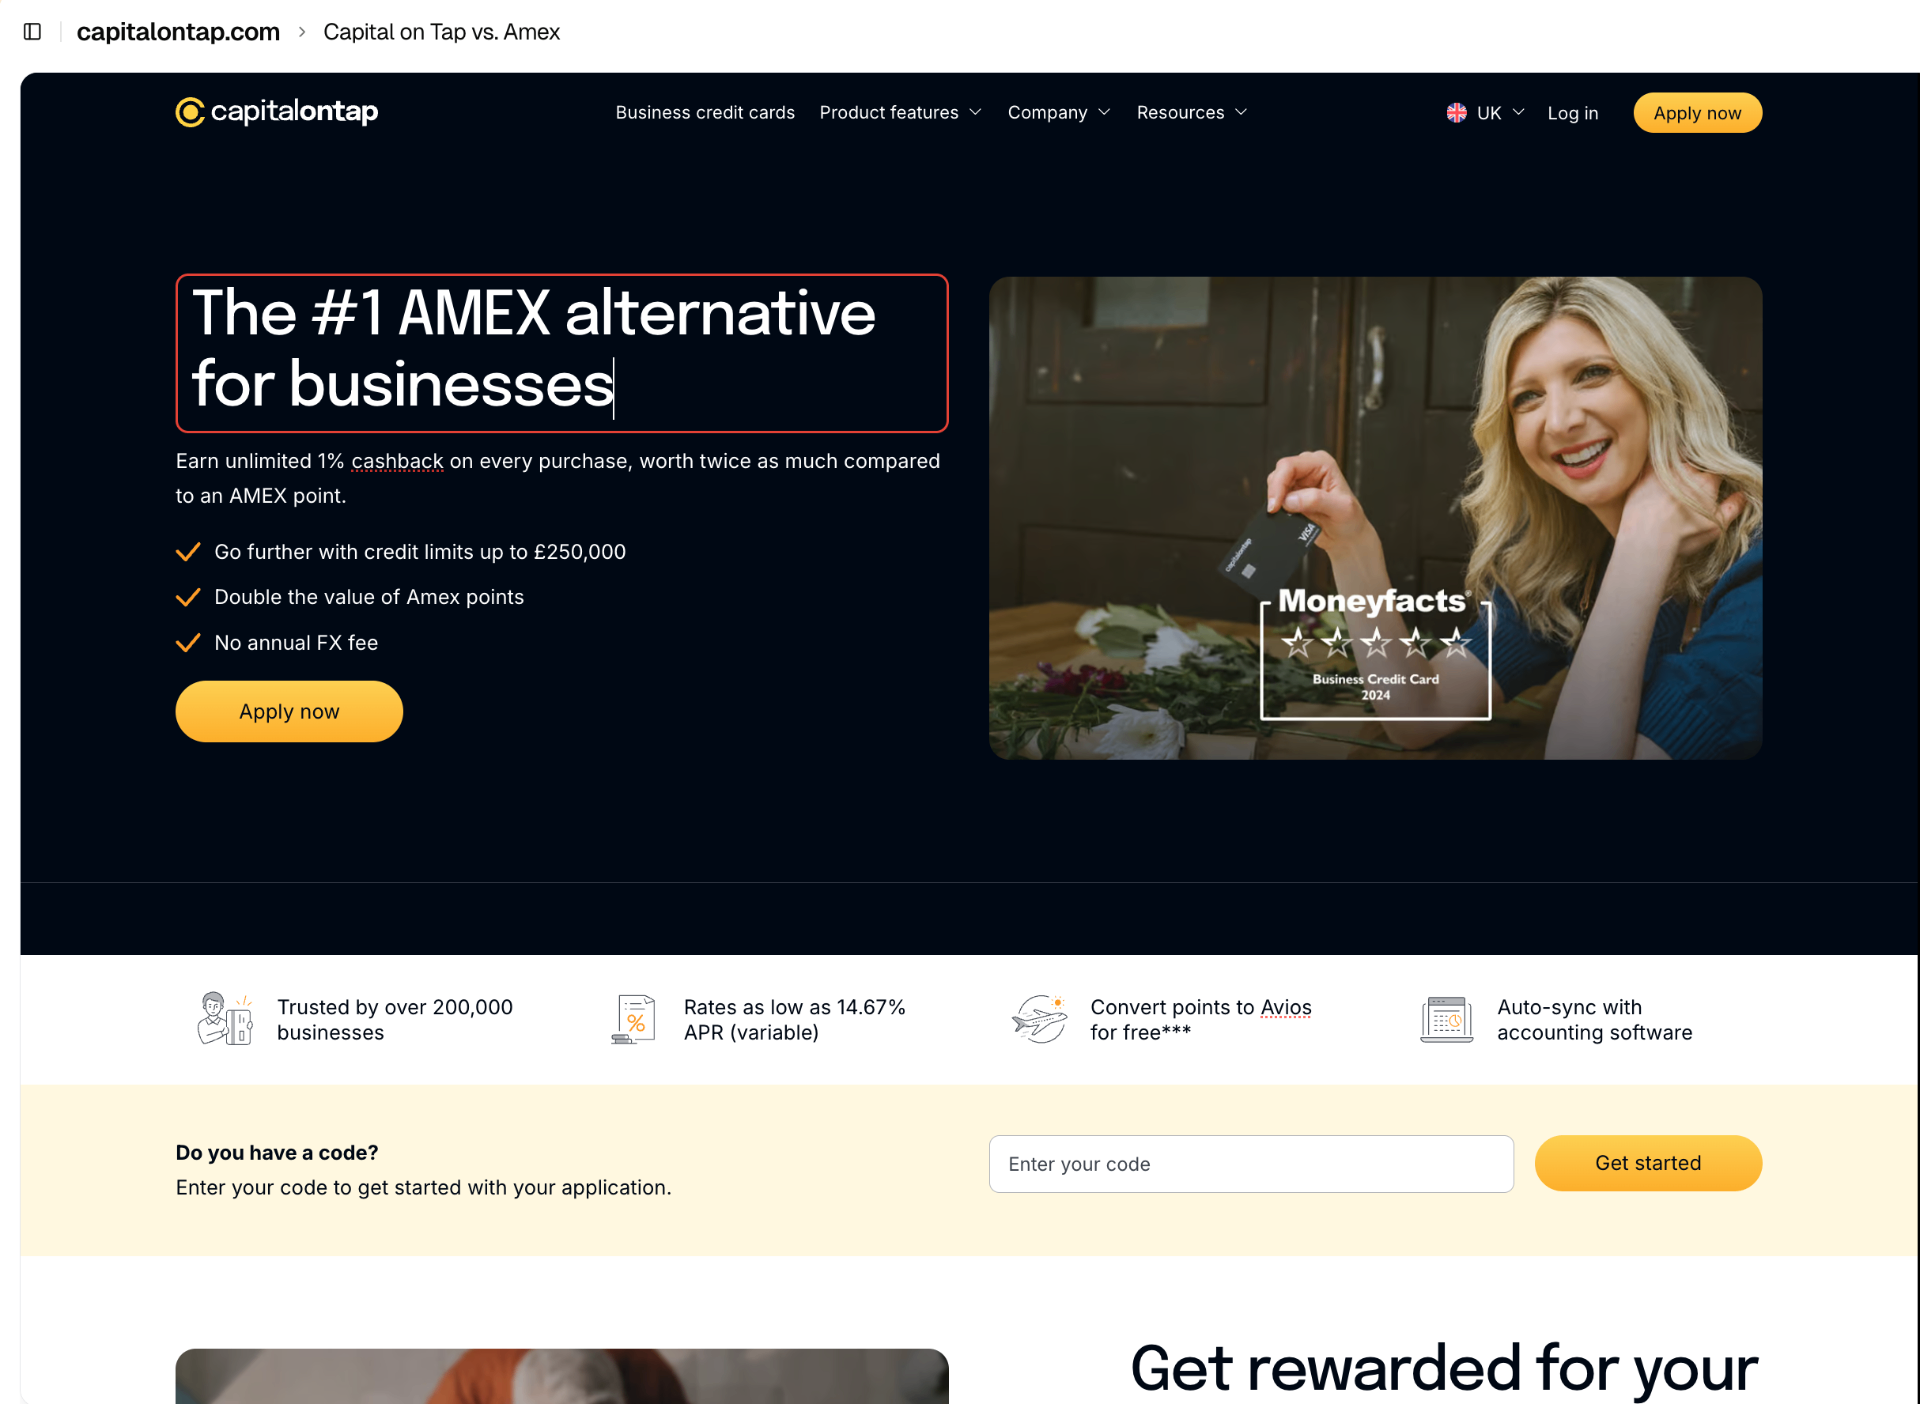 capitalontap.com > Capital on Tap vs. Amex
capitalontap
Business credit cards Product features Company Resources
UK Log in Apply now
The #1 AMEX alternative
for businesses
Earn unlimited 1% cashback on every purchase, worth twice as much compared
to an AMEX point.
Go further with credit limits up to £250,000
Double the value of Amex points
No annual FX fee
Apply now
capitalontap
VISA
Moneyfacts®
Business Credit Card
2024
Trusted by over 200,000
businesses
Rates as low as 14.67%
APR (variable)
Convert points to Avios
for free***
Auto-sync with
accounting software
Do you have a code?
Enter your code to get started with your application.
Enter your code
Get started
Get rewarded for your